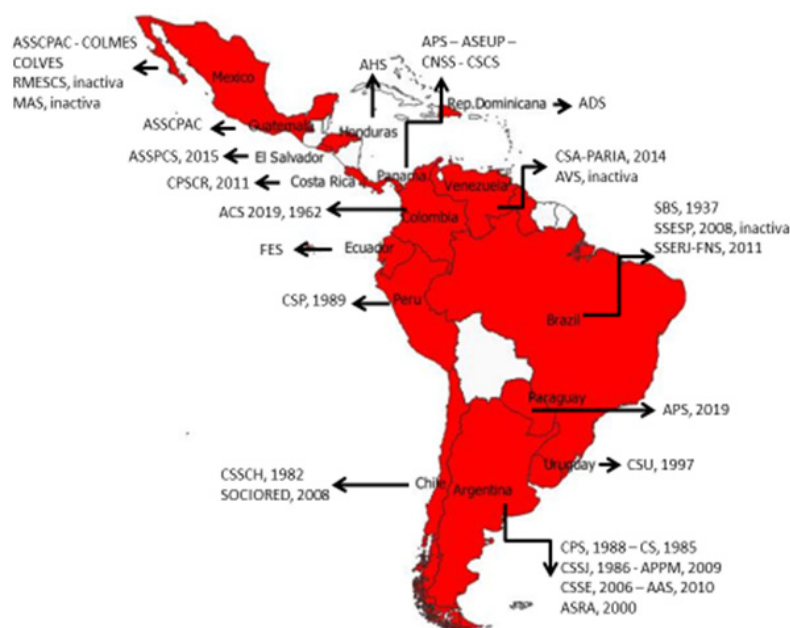 ASSCPAC - COLMES
COLVES
RMESCS, inactiva
MAS, inactiva
Mexico
AHS
APS – ASEUP –
CNSS - CSCS
Rep.Dominicana
ADS
ASSCPAC
Guatemala
Honduras
ASSPCS, 2015
El Salvador
CPSCR, 2011
Costa Rica
Panama
Venezuela
CSA-PARIA, 2014
AVS, inactiva
ACS 2019, 1962
Colombia
SBS, 1937
SSESP, 2008, inactiva
SSERJ-FNS, 2011
FES
Ecuador
CSP, 1989
Peru
Brazil
Paraguay
APS, 2019
Uruguay
CSU, 1997
CSSCH, 1982
SOCIORED, 2008
Chile
Argentina
CPS, 1988 – CS, 1985
CSSJ, 1986 - APPM, 2009
CSSE, 2006 – AAS, 2010
ASRA, 2000